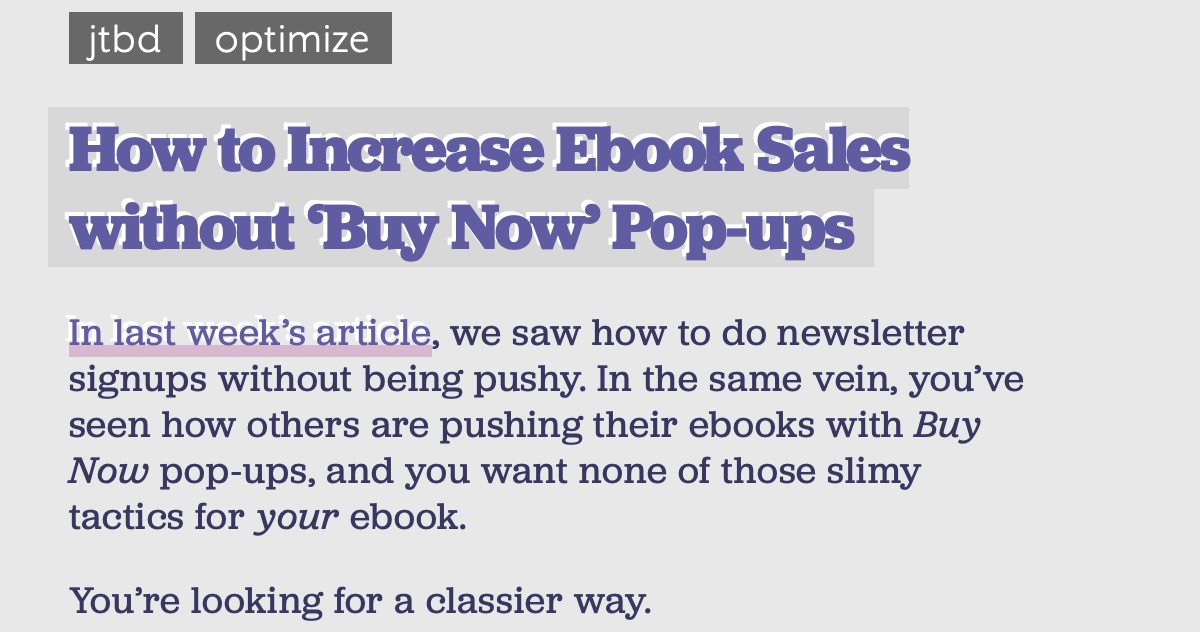 jtbd optimize
How to Increase Ebook Sales
without ‘Buy Now’ Pop-ups
In last week’s article, we saw how to do newsletter
signups without being pushy. In the same vein, you’ve
seen how others are pushing their ebooks with Buy
Now pop-ups, and you want none of those slimy
tactics for your ebook.
You’re looking for a classier way.